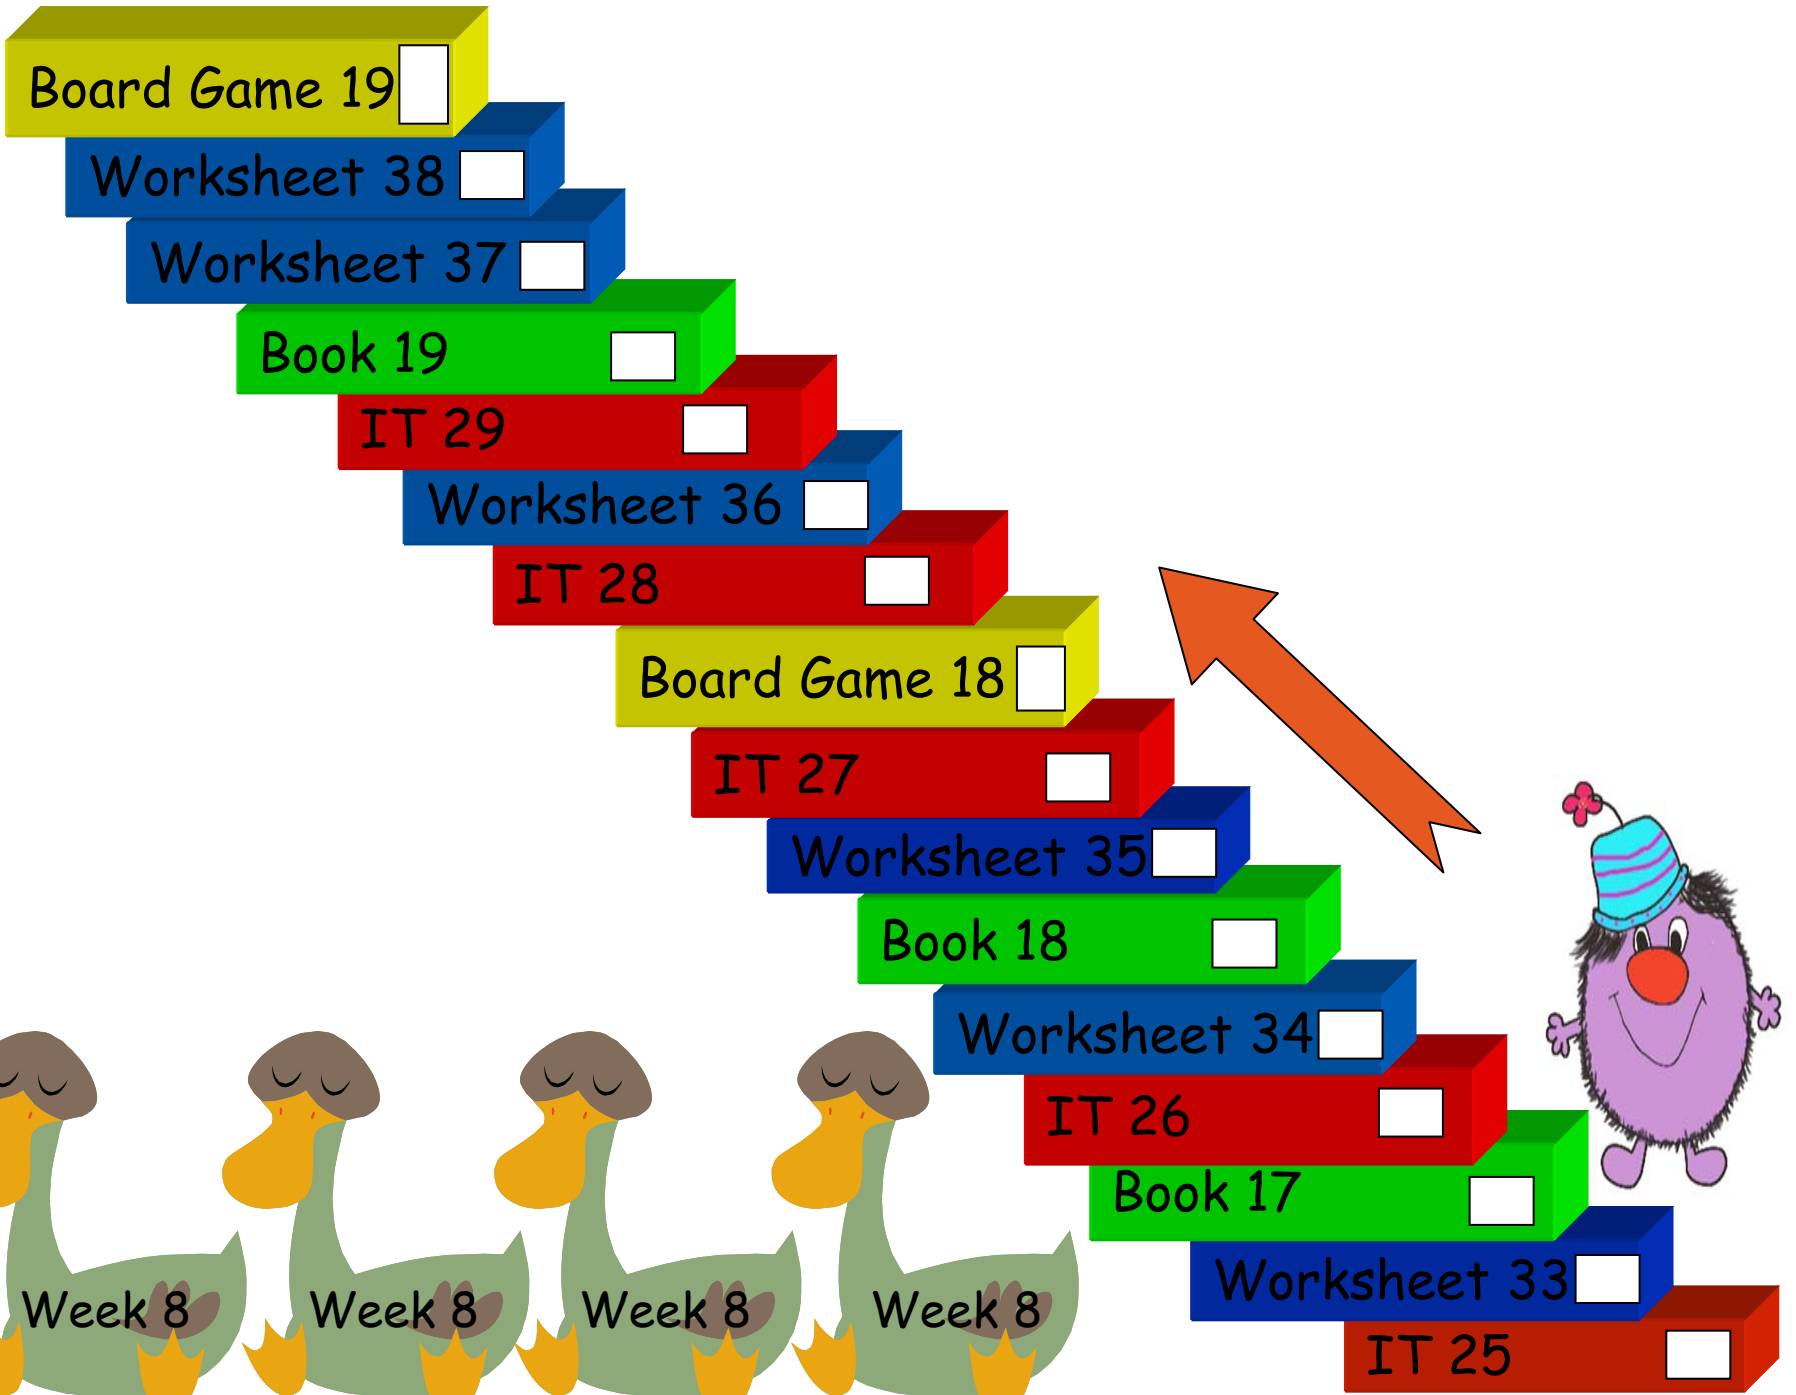 Board Game 19
Worksheet 38
Worksheet 37
Book 19
IT 29
Worksheet 36
IT 28
Board Game 18
IT 27
Worksheet 35
Book 18
Worksheet 34
IT 26
Book 17
Worksheet 33
IT 25
Week 8 Week 8 Week 8 Week 8